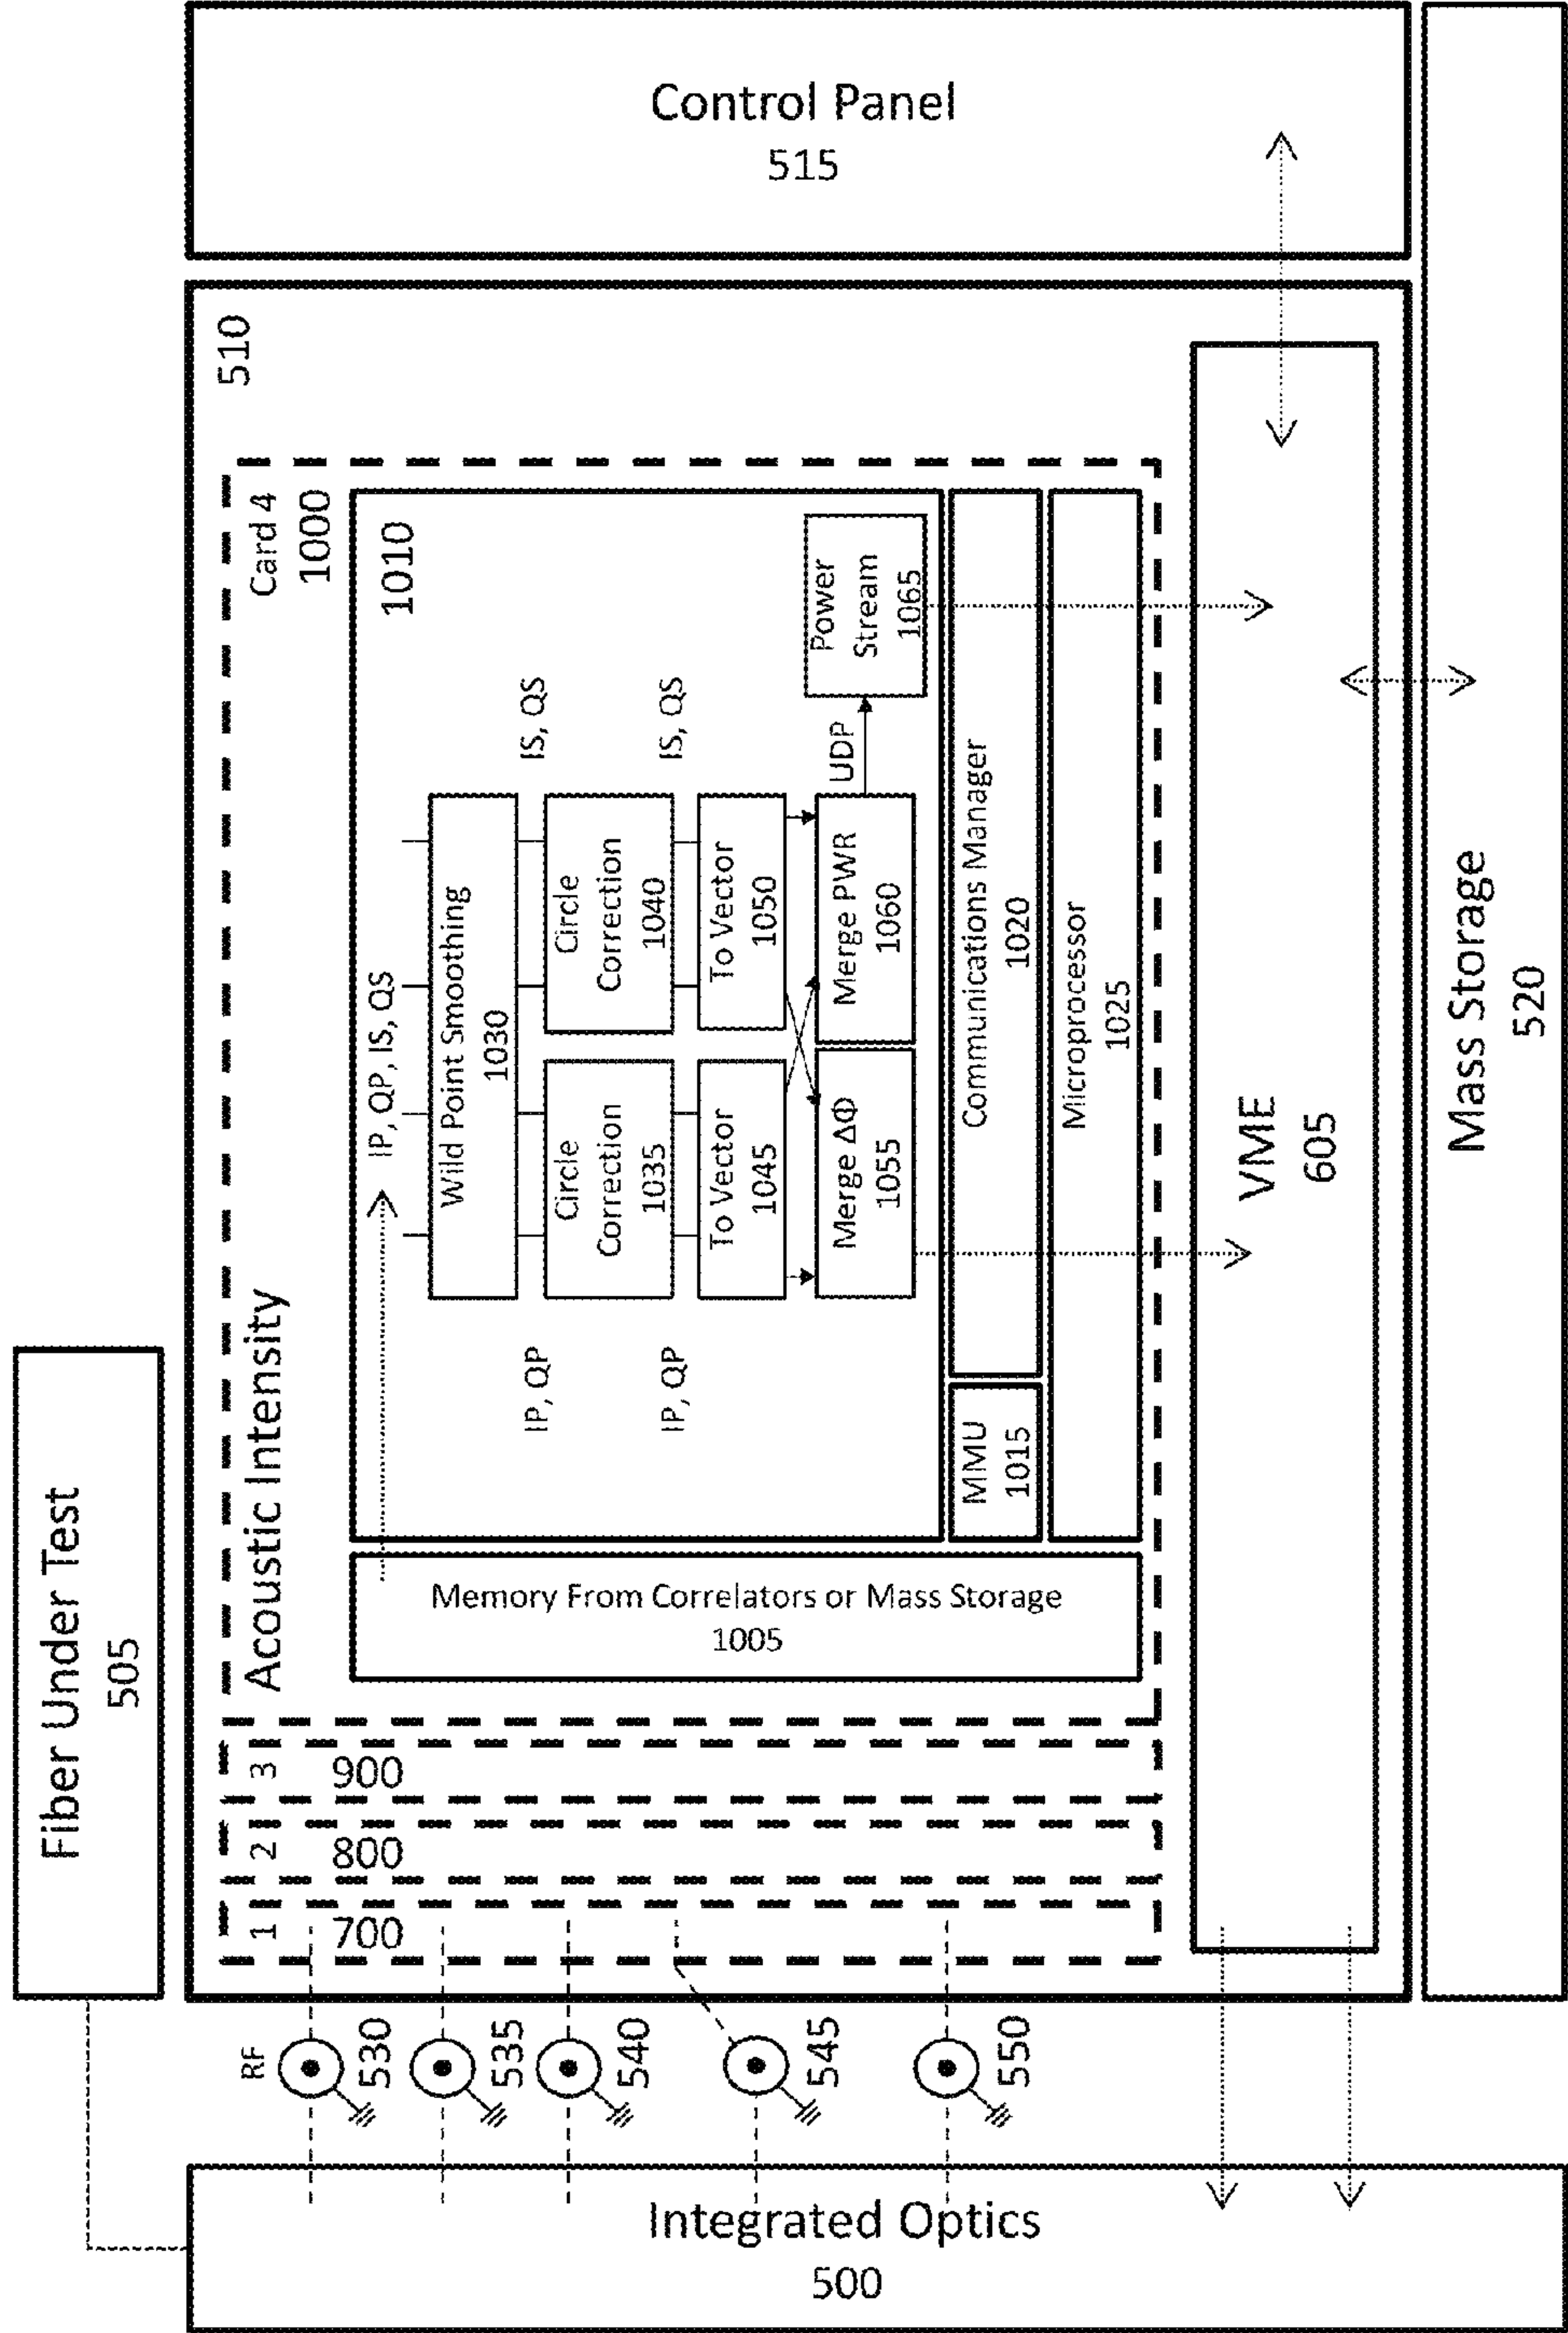 Fiber Under Test
505
Integrated Optics
500
RF
530
535
540
545
550
510
1
700
2
800
3
900
Acoustic Intensity
Card 4
1000
Memory From Correlators or Mass Storage
1005
1010
IP, QP, IS, QS
Wild Point Smoothing
1030
IP, QP
IS, QS
Circle
Correction
1035
Circle
Correction
1040
IP, QP
IS, QS
To Vector
1045
To Vector
1050
Merge ΔΦ
1055
Merge PWR
1060
UDP
Power
Stream
1065
MMU
1015
Communications Manager
1020
Microprocessor
1025
VME
605
Control Panel
515
Mass Storage
520